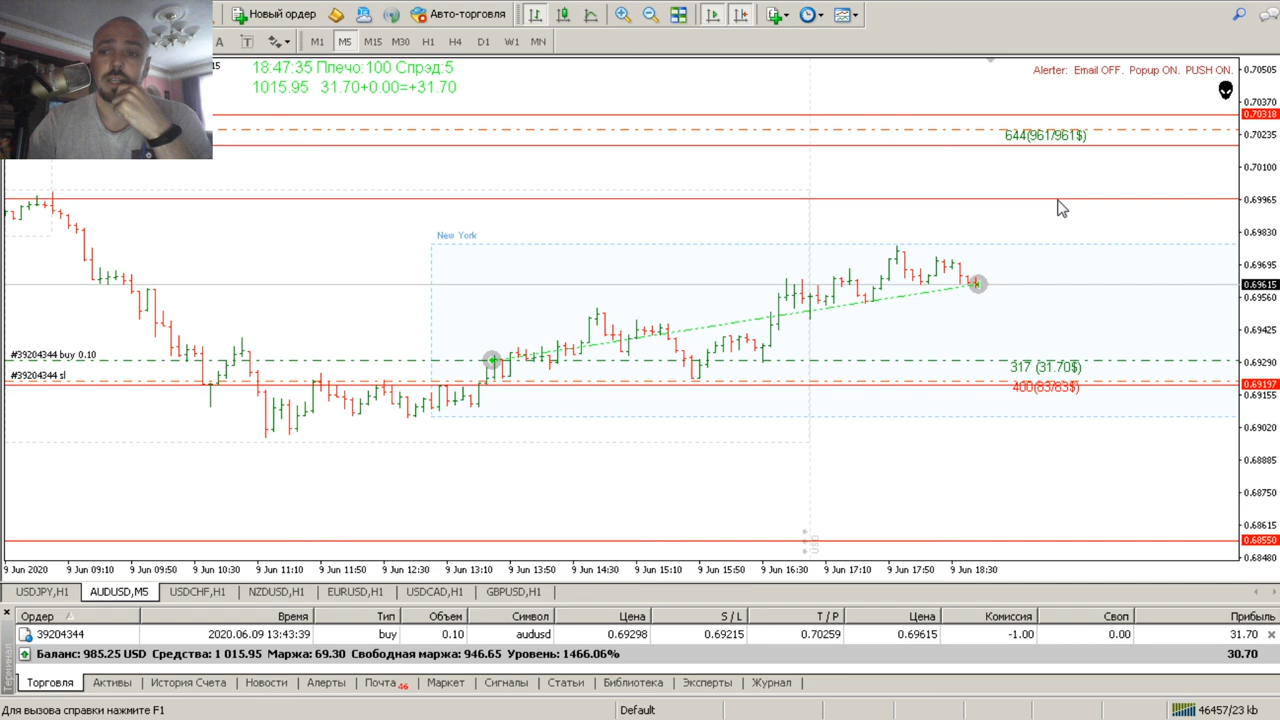 Новый ордер Авто-торговля
A T M1 M5 M15 M30 H1 H4 D1 W1 MN
15 18:47:35 Плечо:100 Спрэд:5
1015.95 31.70+0.00=+31.70
Alerter: Email OFF. Popup ON. PUSH ON.
0.70505
0.70370
0.70318
644(961/961$)
0.70235
0.70100
0.69965
New York
0.69830
0.69695
0.69615
0.69560
0.69425
#39204344 buy 0.10
317 (31.70$)
0.69290
#39204344 sl
400(83/83$)
0.69197
0.69155
0.69020
0.68885
0.68750
0.68615
USD
0.68550
0.68480
9 Jun 2020 9 Jun 09:10 9 Jun 09:50 9 Jun 10:30 9 Jun 11:10 9 Jun 11:50 9 Jun 12:30 9 Jun 13:10 9 Jun 13:50 9 Jun 14:30 9 Jun 15:10 9 Jun 15:50 9 Jun 16:30 9 Jun 17:10 9 Jun 17:50 9 Jun 18:30
USDJPY,H1 AUDUSD,M5 USDCHF,H1 NZDUSD,H1 EURUSD,H1 USDCAD,H1 GBPUSD,H1
Ордер Время Тип Объем Символ Цена S / L T / P Цена Комиссия Своп Прибыль
39204344 2020.06.09 13:43:39 buy 0.10 audusd 0.69298 0.69215 0.70259 0.69615 -1.00 0.00 31.70
Баланс: 985.25 USD Средства: 1 015.95 Маржа: 69.30 Свободная маржа: 946.65 Уровень: 1466.06% 30.70
Терминал
Торговля Активы История Счета Новости Алерты Почта 46 Маркет Сигналы Статьи Библиотека Эксперты Журнал
Для вызова справки нажмите F1 Default 46457/23 kb